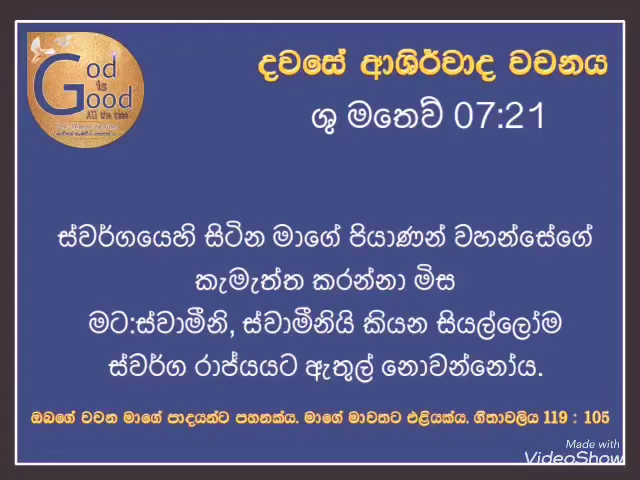 God
is
Good
All the time
දවසේ ආශිර්වාද වචනය
ශු මතෙව් 07:21
ස්වර්ගයෙහි සිටින මාගේ පියාණන් වහන්සේගේ
කැමැත්ත කරන්නා මිස
මට:ස්වාමීනි, ස්වාමීනියි කියන සියල්ලෝම
ස්වර්ග රාජ්යයට ඇතුල් නොවන්නෝය.
ඔබගේ වචන මාගේ පාදයන්ට පහනක්ය. මාගේ මාවතට එළියක්ය. ගීතාවලිය 119 : 105
Made with
VideoShow